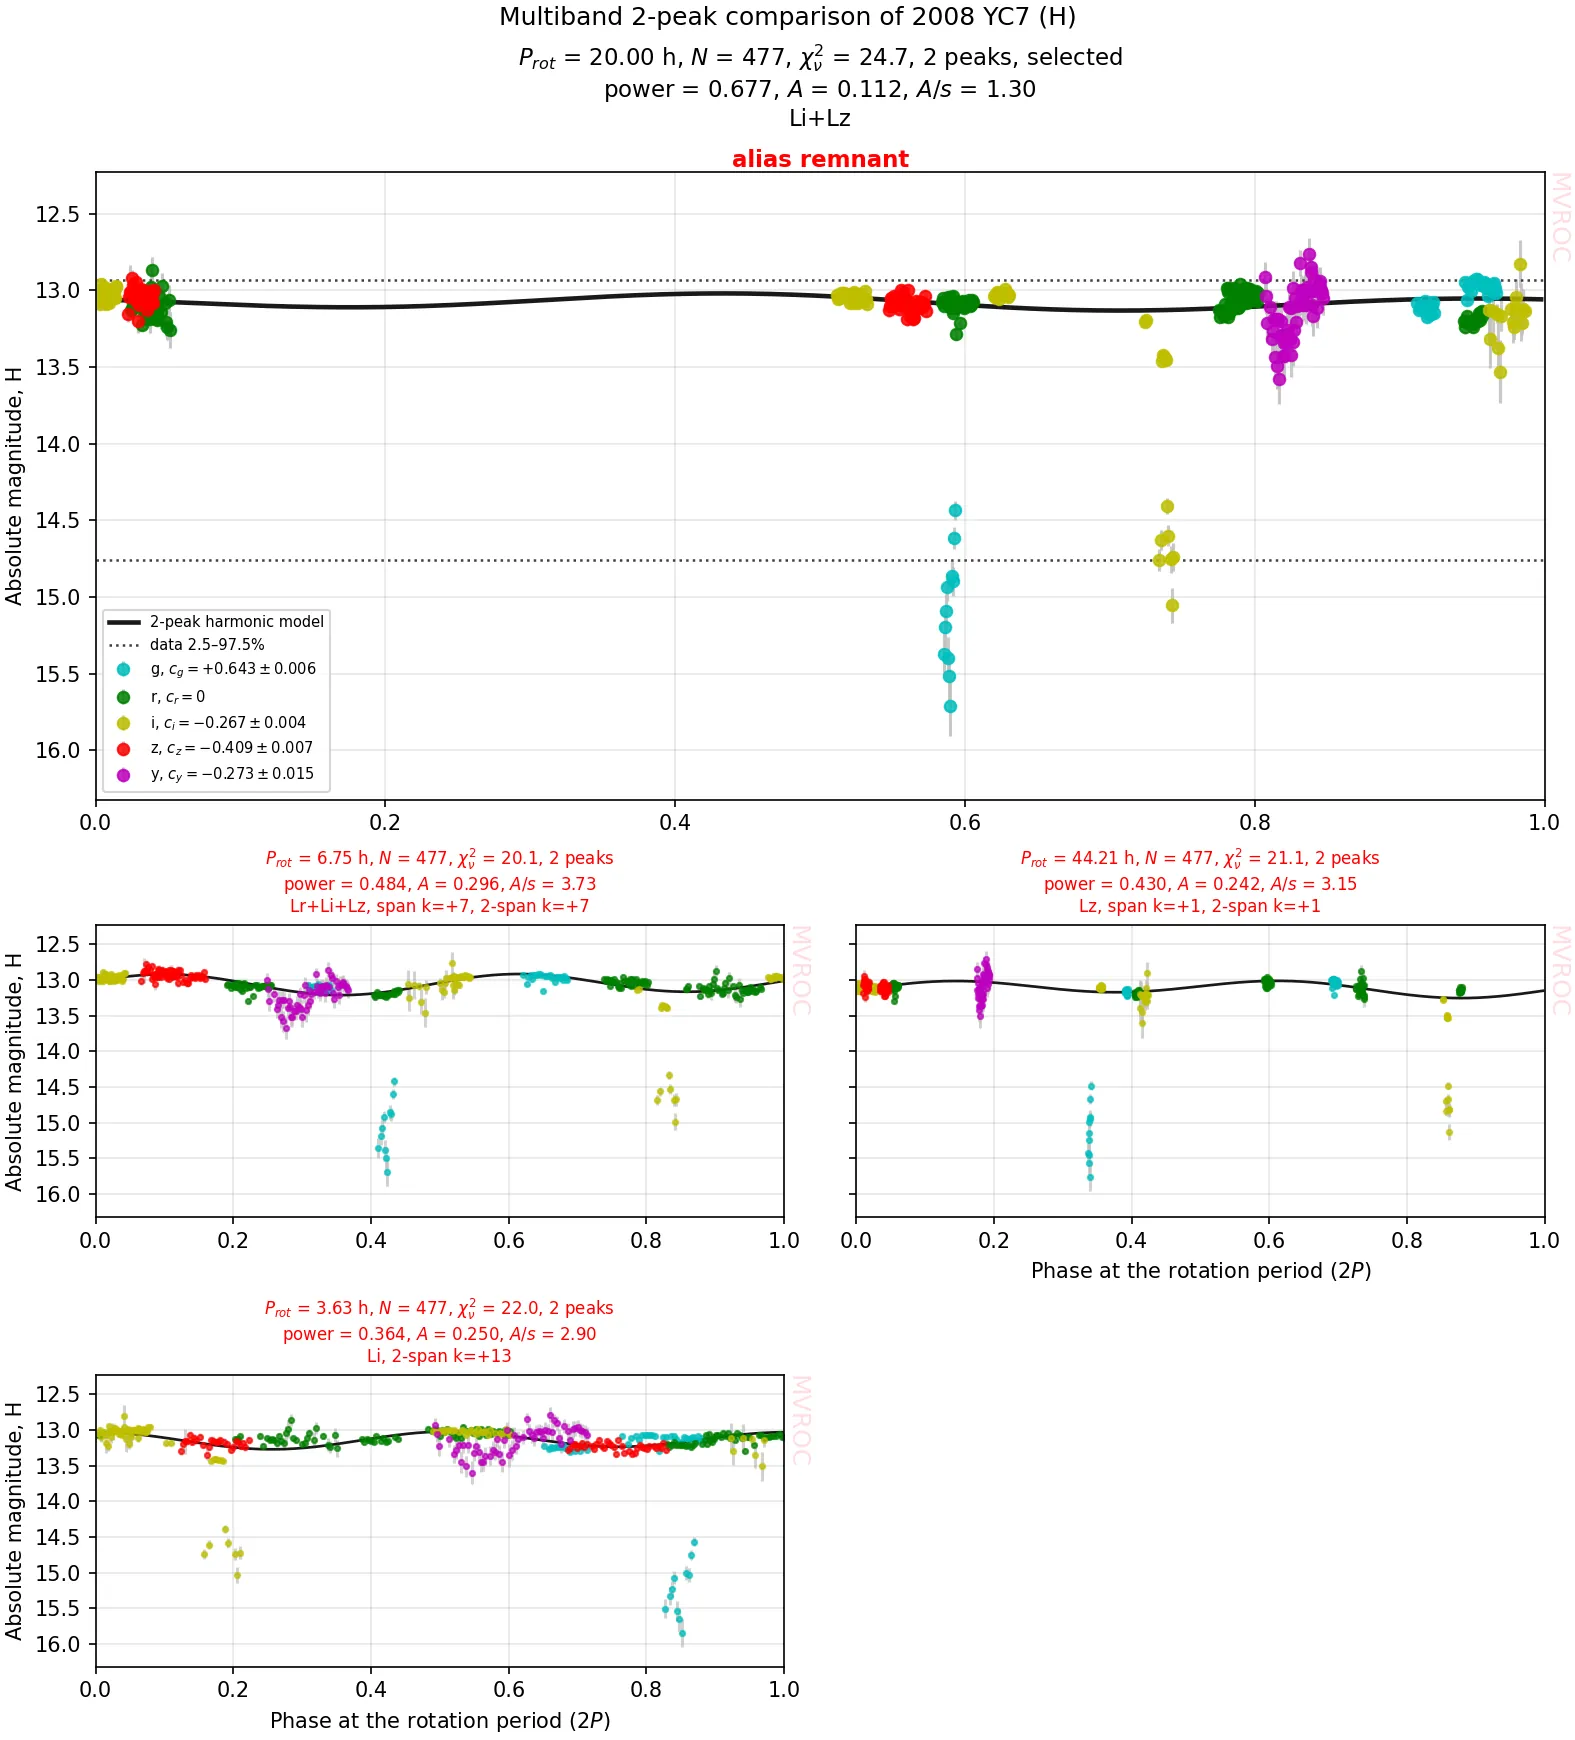 Multiband 2-peak comparison of 2008 YC7 (H)
P_rot = 20.00 h, N = 477, χ²_ν = 24.7, 2 peaks, selected
power = 0.677, A = 0.112, A/s = 1.30
Li+Lz
alias remnant
MVROC
12.5
13.0
13.5
14.0
14.5
15.0
15.5
16.0
Absolute magnitude, H
2-peak harmonic model
data 2.5–97.5%
g, c_g = +0.643 ± 0.006
r, c_r = 0
i, c_i = −0.267 ± 0.004
z, c_z = −0.409 ± 0.007
y, c_y = −0.273 ± 0.015
0.0 0.2 0.4 0.6 0.8 1.0
P_rot = 6.75 h, N = 477, χ²_ν = 20.1, 2 peaks
power = 0.484, A = 0.296, A/s = 3.73
Lr+Li+Lz, span k=+7, 2-span k=+7
MVROC
12.5
13.0
13.5
14.0
14.5
15.0
15.5
16.0
Absolute magnitude, H
0.0 0.2 0.4 0.6 0.8 1.0
P_rot = 44.21 h, N = 477, χ²_ν = 21.1, 2 peaks
power = 0.430, A = 0.242, A/s = 3.15
Lz, span k=+1, 2-span k=+1
MVROC
0.0 0.2 0.4 0.6 0.8 1.0
Phase at the rotation period (2P)
P_rot = 3.63 h, N = 477, χ²_ν = 22.0, 2 peaks
power = 0.364, A = 0.250, A/s = 2.90
Li, 2-span k=+13
MVROC
12.5
13.0
13.5
14.0
14.5
15.0
15.5
16.0
Absolute magnitude, H
0.0 0.2 0.4 0.6 0.8 1.0
Phase at the rotation period (2P)